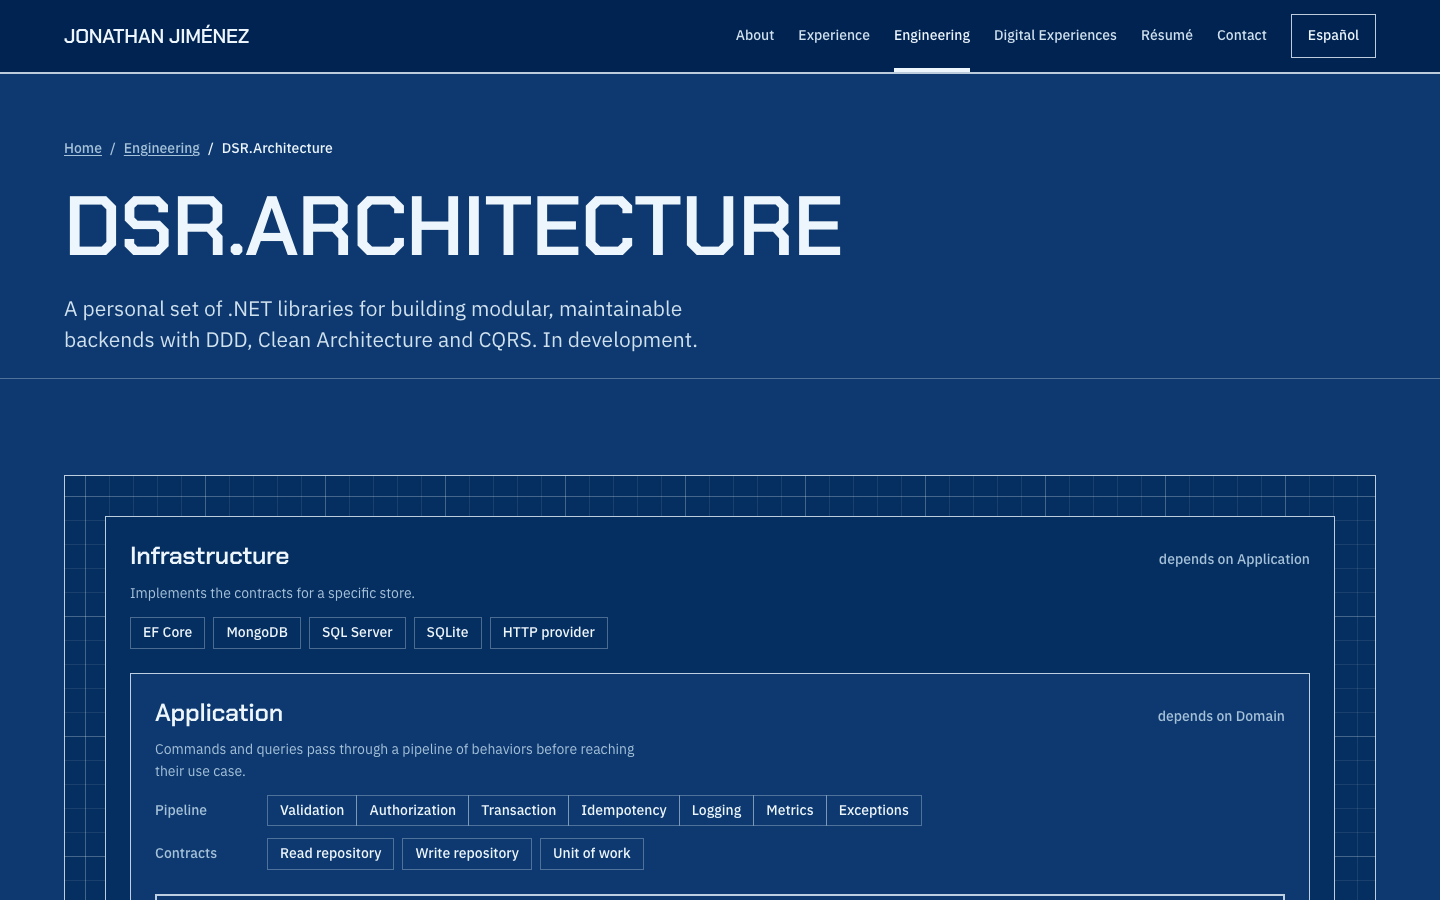 JONATHAN JIMÉNEZ
About Experience Engineering Digital Experiences Résumé Contact Español
Home / Engineering / DSR.Architecture
DSR.ARCHITECTURE
A personal set of .NET libraries for building modular, maintainable
backends with DDD, Clean Architecture and CQRS. In development.
Infrastructure
depends on Application
Implements the contracts for a specific store.
EF Core MongoDB SQL Server SQLite HTTP provider
Application
depends on Domain
Commands and queries pass through a pipeline of behaviors before reaching
their use case.
Pipeline Validation Authorization Transaction Idempotency Logging Metrics Exceptions
Contracts Read repository Write repository Unit of work